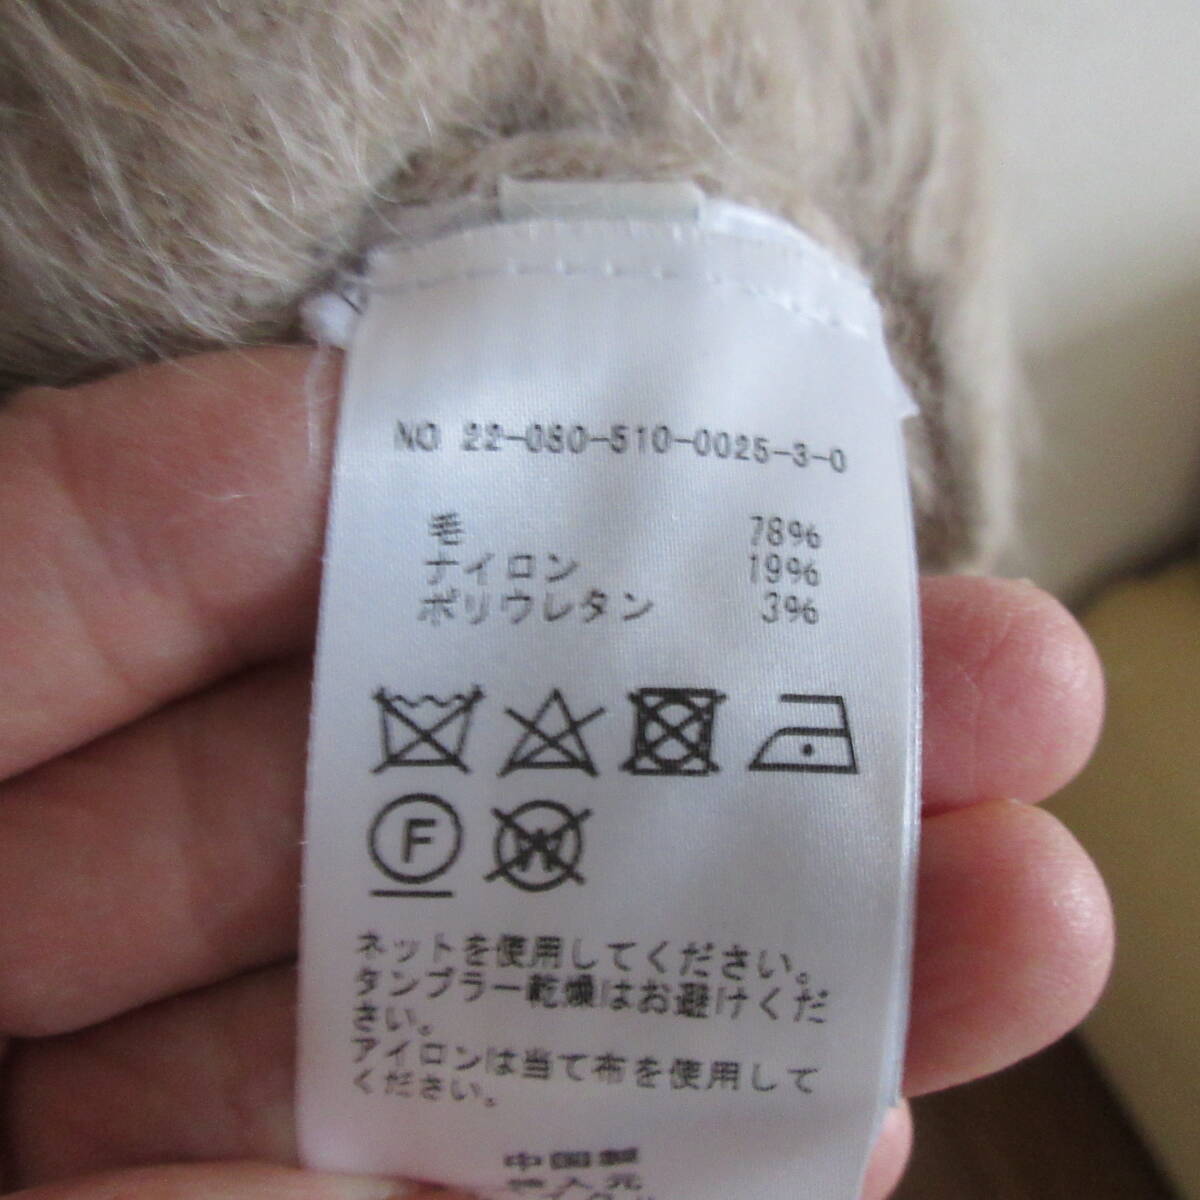 NO 22-080-510-0025-3-0
毛 78%
ナイロン 19%
ポリウレタン 3%
F
W
ネットを使用してください。
タンブラー乾燥はお避けくだ
さい。
アイロンは当て布を使用して
ください。
中国製